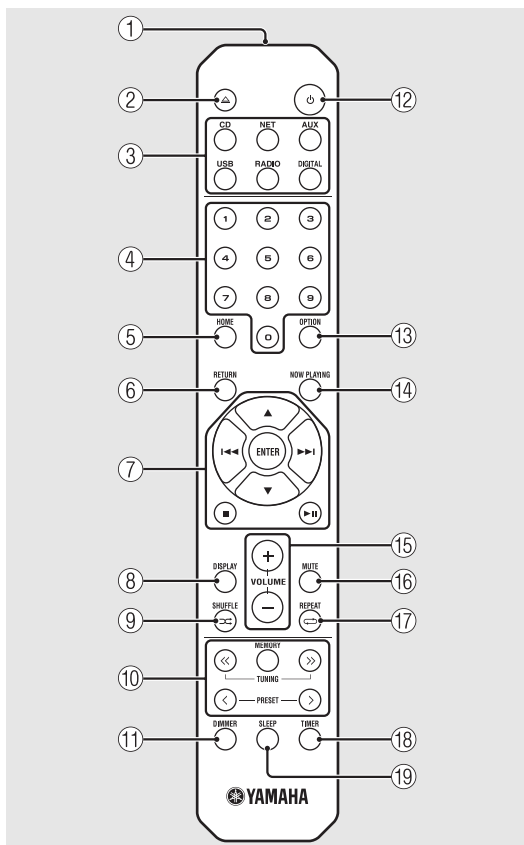 ①
② ⑫
CD NET AUX
③
USB RADIO DIGITAL
1 2 3
④ 4 5 6
7 8 9
⑤ HOME 0 OPTION ⑬
⑥ RETURN NOW PLAYING ⑭
⑦ ENTER
⑮
⑧ DISPLAY + VOLUME − MUTE ⑯
⑨ SHUFFLE REPEAT ⑰
MEMORY
⑩ TUNING
PRESET
⑪ DIMMER SLEEP TIMER ⑱
⑲
YAMAHA